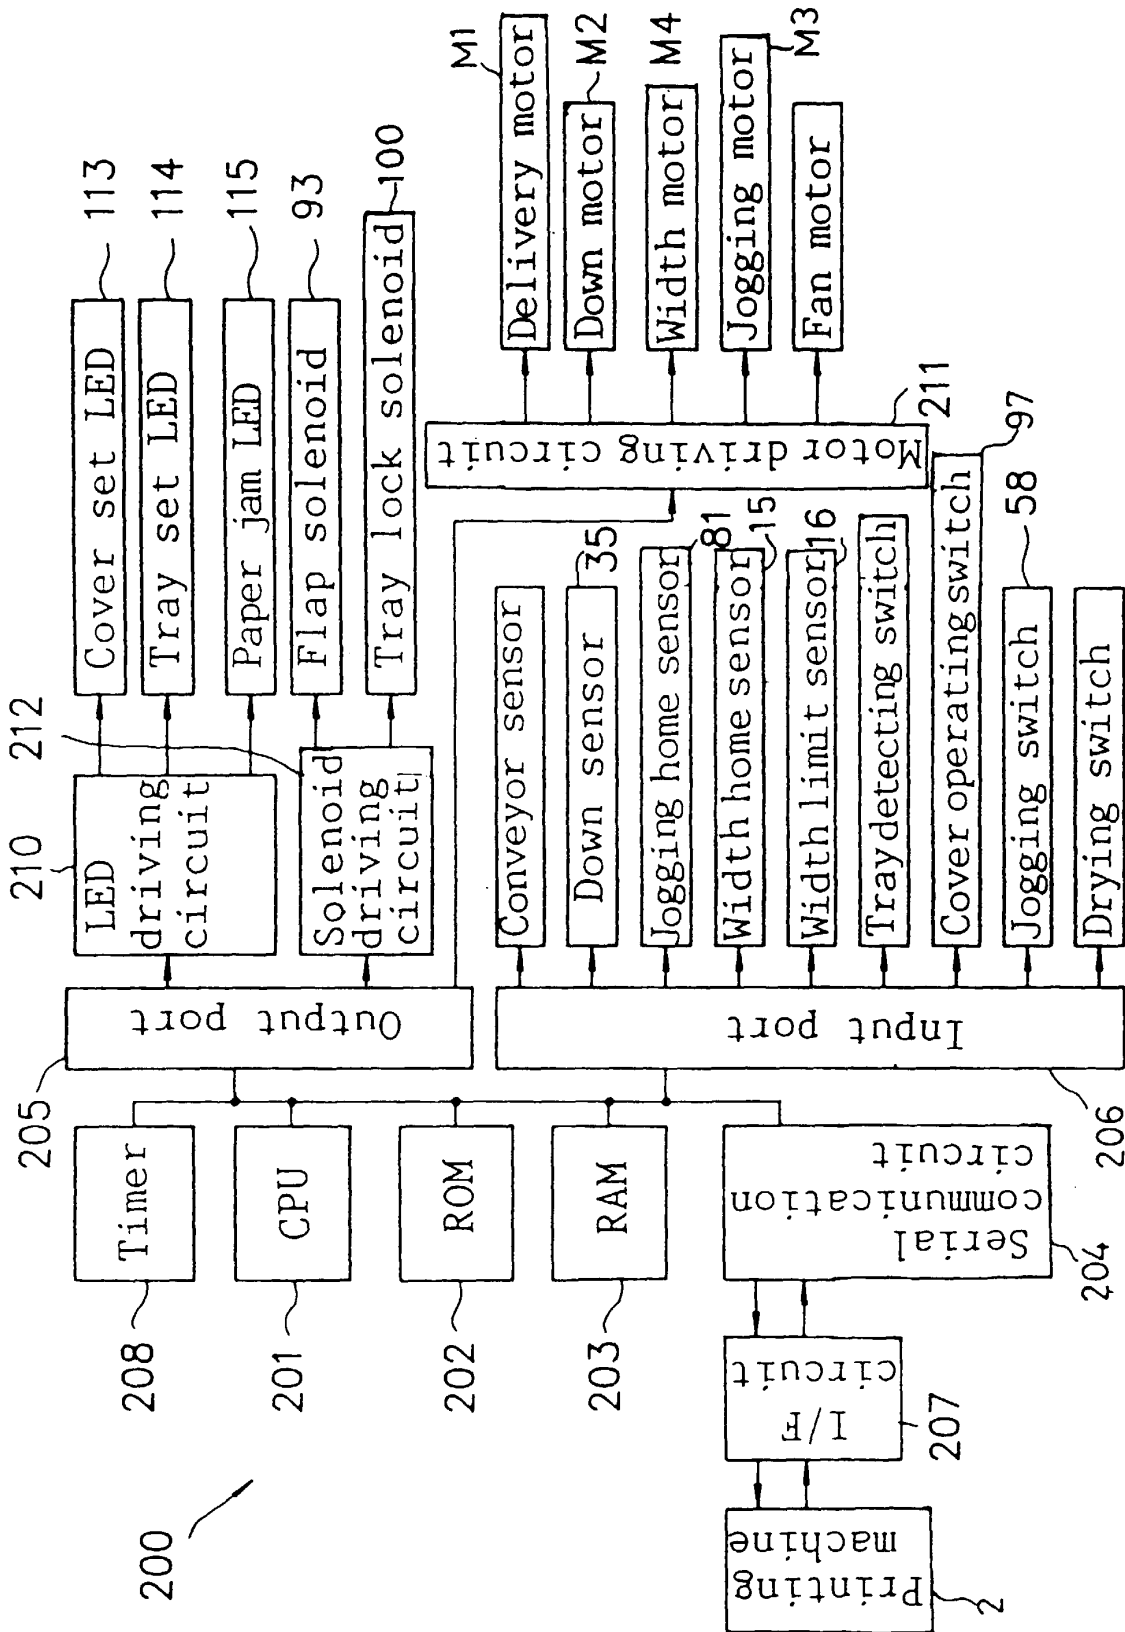 200
208
Timer
201
CPU
202
ROM
203
RAM
2
Printing
machine
207
I/F
circuit
204
Serial
communication
circuit
205
Output port
206
Input port
210
LED
driving
circuit
212
Solenoid
driving
circuit
Cover set LED
113
Tray set LED
114
Paper jam LED
115
Flap solenoid
93
Tray lock solenoid
100
Motor driving circuit
211
Delivery motor
M1
Down motor
M2
Width motor
M4
Jogging motor
M3
Fan motor
Conveyor sensor
Down sensor
35
Jogging home sensor
81
Width home sensor
15
Width limit sensor
16
Tray detecting switch
Cover operating switch
97
Jogging switch
58
Drying switch